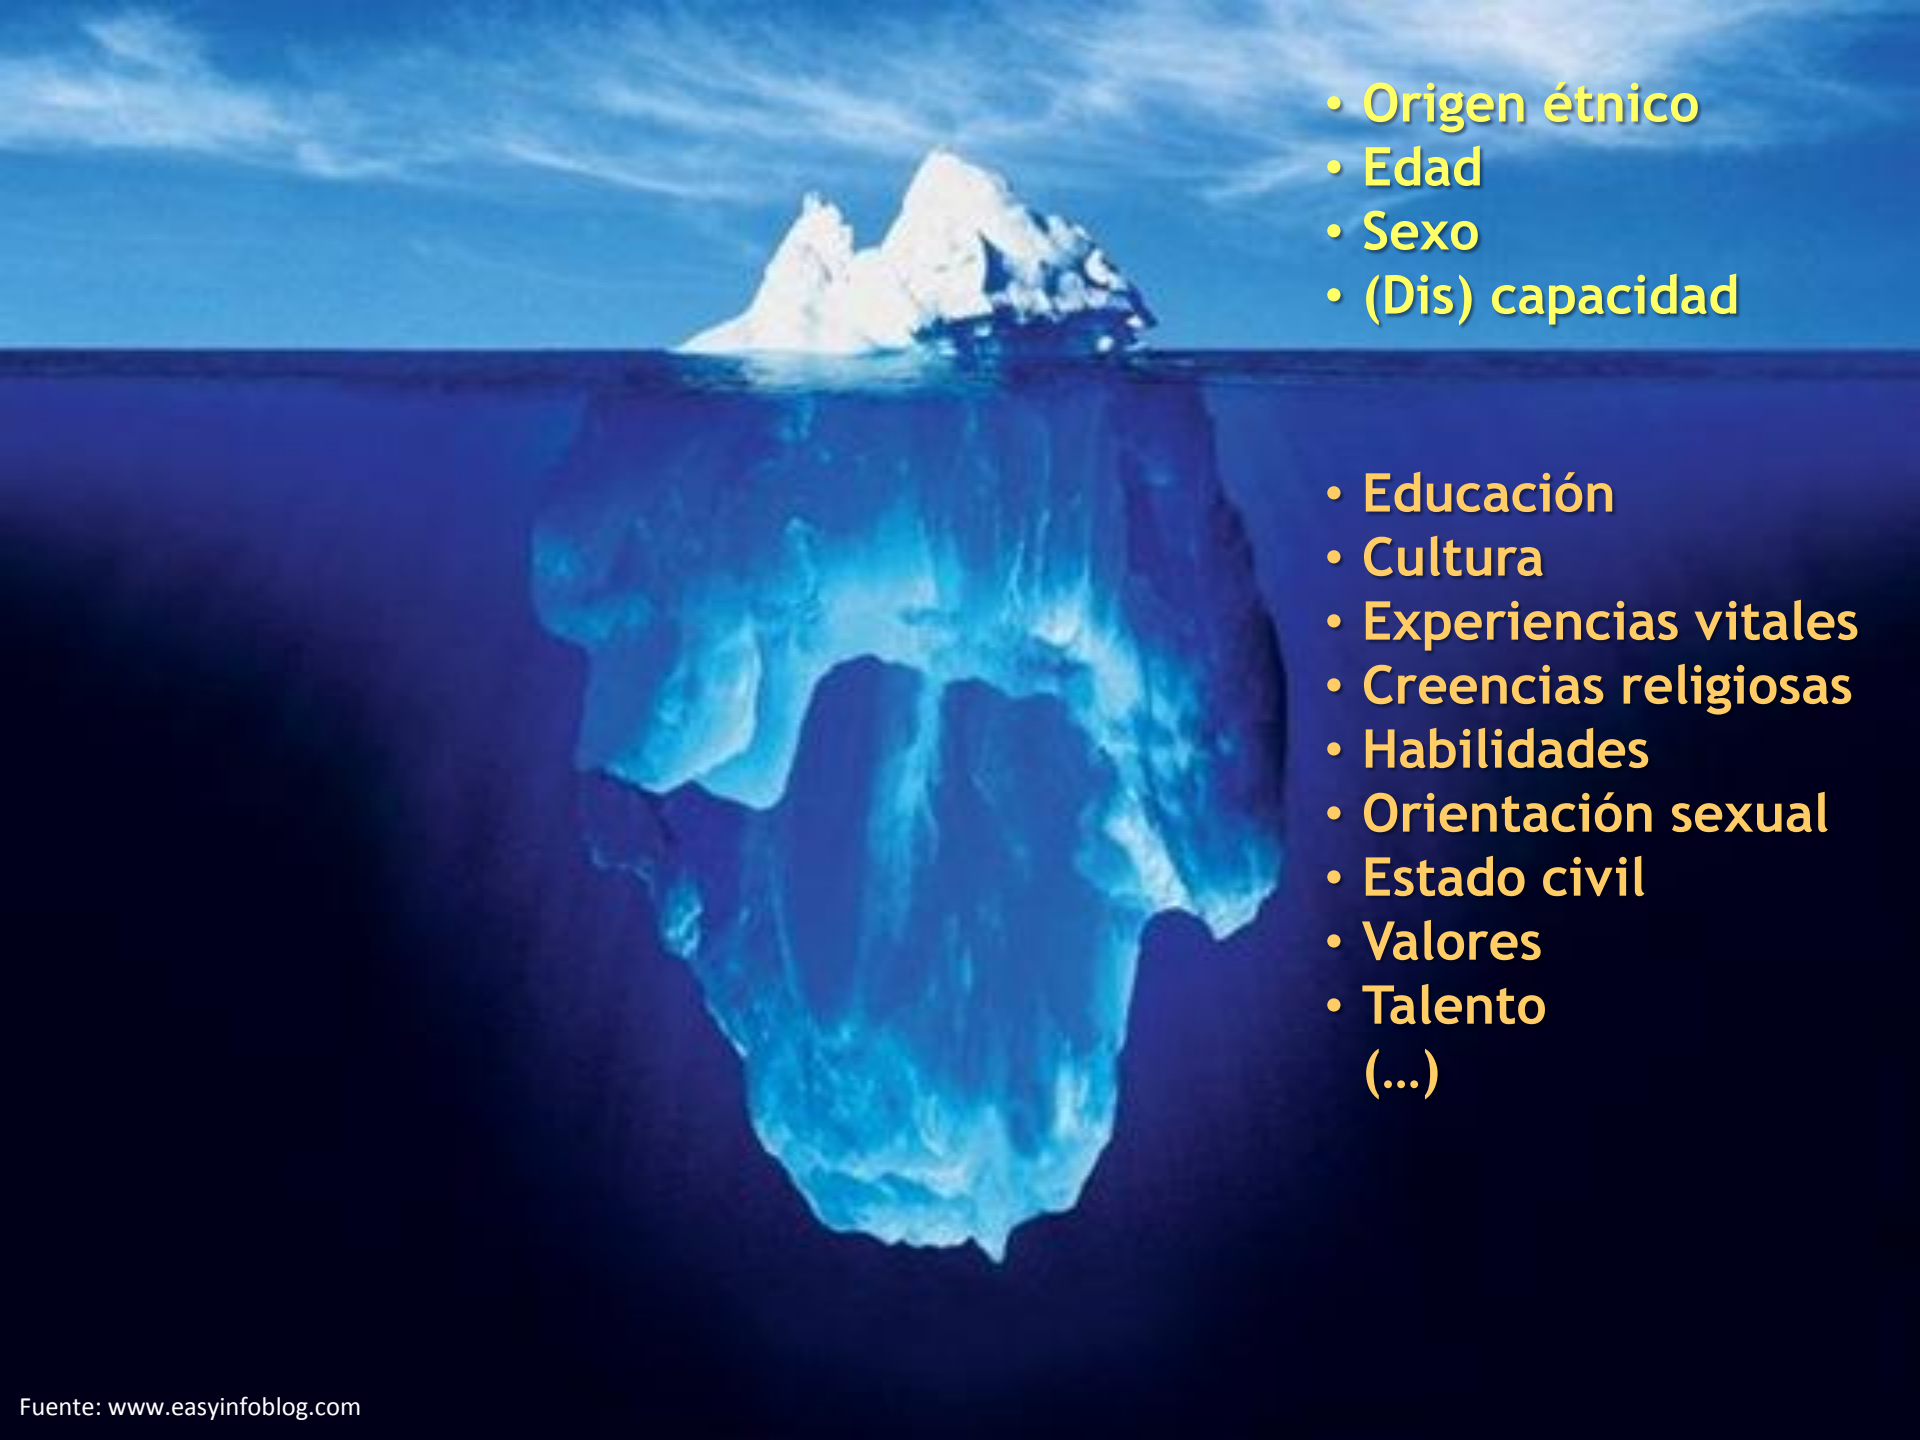 • Origen étnico
• Edad
• Sexo
• (Dis) capacidad
• Educación
• Cultura
• Experiencias vitales
• Creencias religiosas
• Habilidades
• Orientación sexual
• Estado civil
• Valores
• Talento
(…)
Fuente: www.easyinfoblog.com